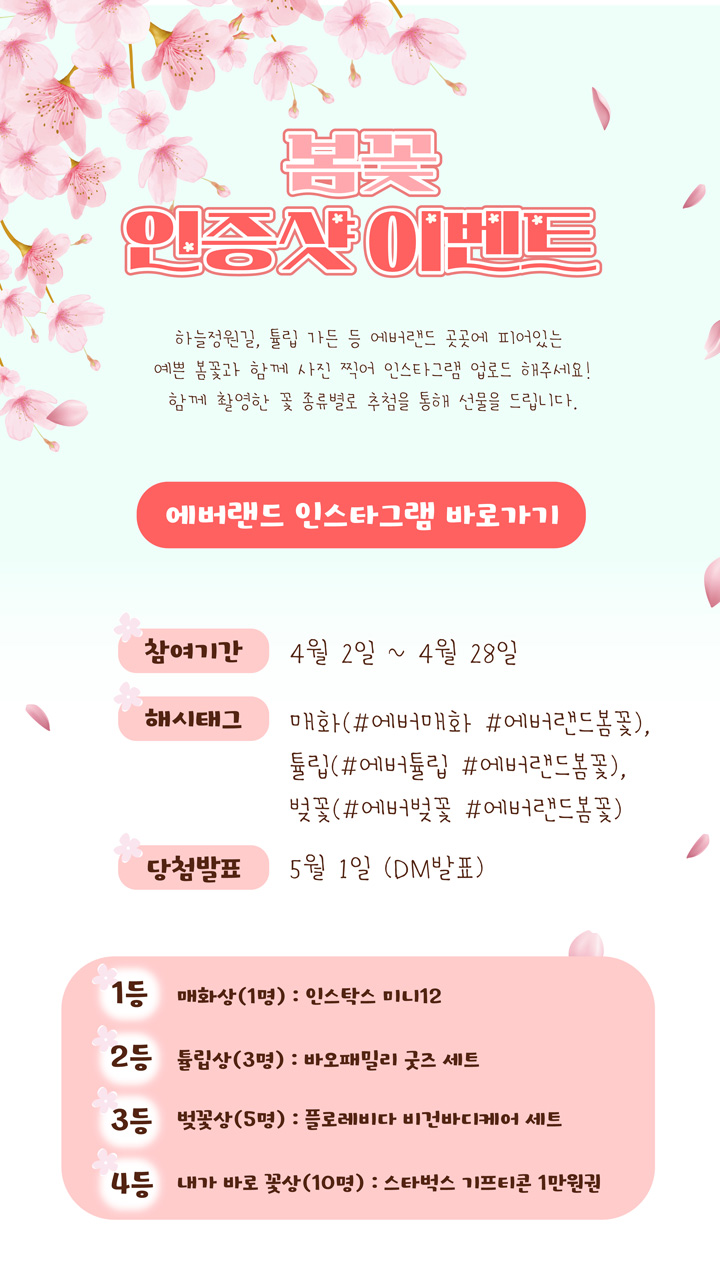 봄꽃
인증샷 이벤트
하늘정원길, 튤립 가든 등 에버랜드 곳곳에 피어있는
예쁜 봄꽃과 함께 사진 찍어 인스타그램 업로드 해주세요!
함께 촬영한 꽃 종류별로 추첨을 통해 선물을 드립니다.
에버랜드 인스타그램 바로가기
참여기간 4월 2일 ~ 4월 28일
해시태그 매화(#에버매화 #에버랜드봄꽃),
튤립(#에버튤립 #에버랜드봄꽃),
벚꽃(#에버벚꽃 #에버랜드봄꽃)
당첨발표 5월 1일 (DM발표)
1등 매화상(1명) : 인스탁스 미니12
2등 튤립상(3명) : 바오패밀리 굿즈 세트
3등 벚꽃상(5명) : 플로레비다 비건바디케어 세트
4등 내가 바로 꽃상(10명) : 스타벅스 기프티콘 1만원권